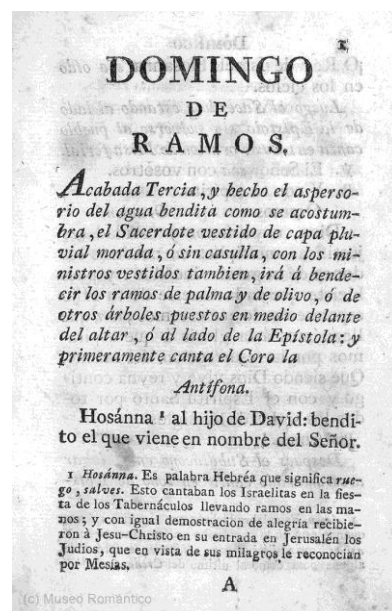 1
DOMINGO
DE
RAMOS.
Acabada Tercia, y hecho el asperso-
rio del agua bendita como se acostum-
bra, el Sacerdote vestido de capa plu-
vial morada, ó sin casulla, con los mi-
nistros vestidos tambien, irá á bende-
cir los ramos de palma y de olivo, ó de
otros árboles puestos en medio delante
del altar, ó al lado de la Epístola: y
primeramente canta el Coro la
Antífona.
Hosánna ¹ al hijo de David: bendi-
to el que viene en nombre del Señor.
1 Hosánna. Es palabra Hebréa que significa rue-
go, salves. Esto cantaban los Israelitas en la fies-
ta de los Tabernáculos llevando ramos en las ma-
nos; y con igual demostracion de alegría recibie-
ron á Jesu-Christo en su entrada en Jerusalén los
Judios, que en vista de sus milagros le reconocian
por Mesías.
A
(c) Museo Romántico